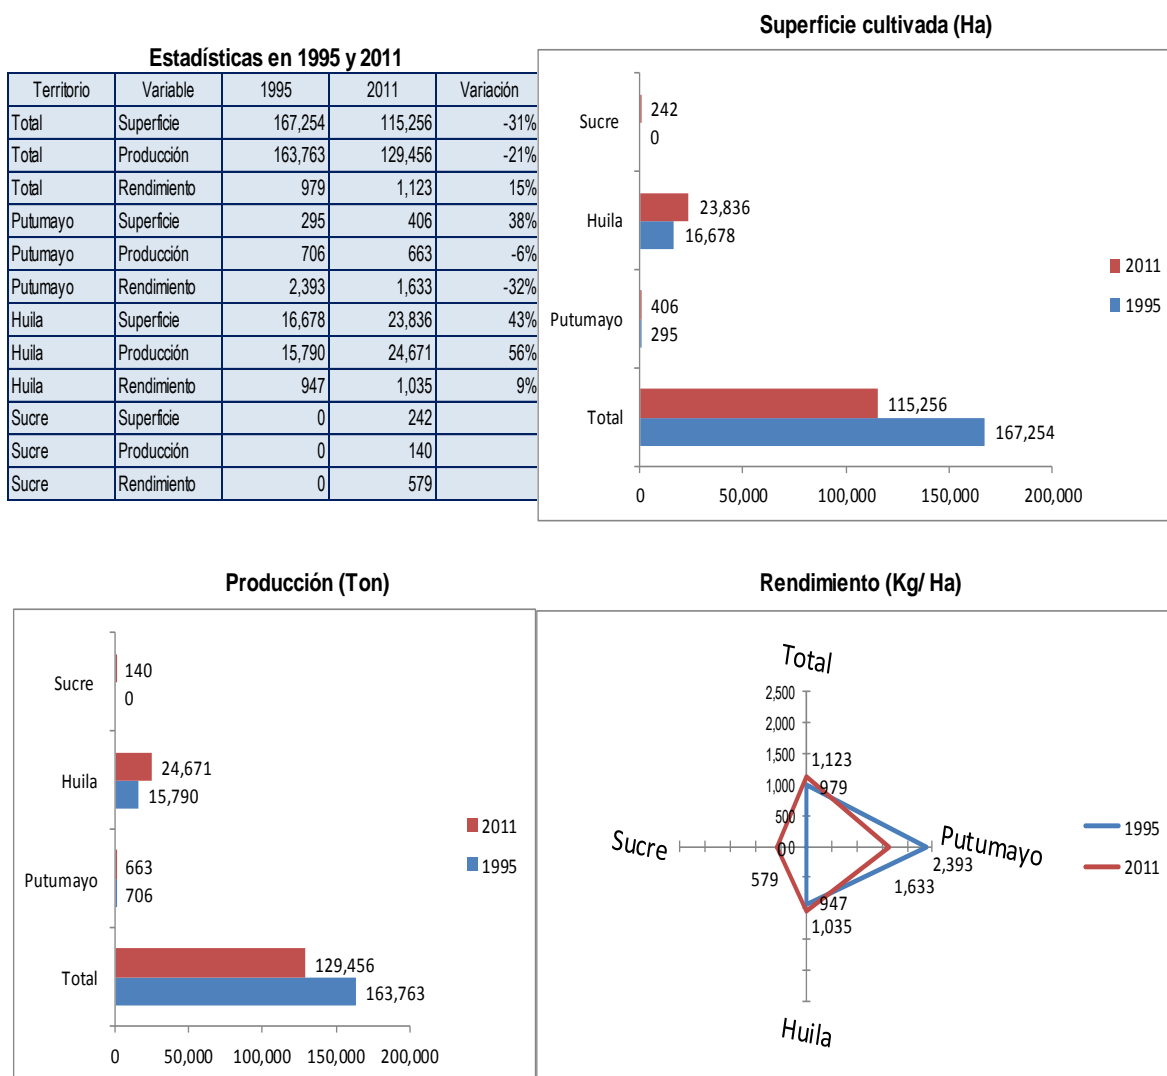 Estadísticas en 1995 y 2011
Territorio Variable 1995 2011 Variación
Total Superficie 167,254 115,256 -31%
Total Producción 163,763 129,456 -21%
Total Rendimiento 979 1,123 15%
Putumayo Superficie 295 406 38%
Putumayo Producción 706 663 -6%
Putumayo Rendimiento 2,393 1,633 -32%
Huila Superficie 16,678 23,836 43%
Huila Producción 15,790 24,671 56%
Huila Rendimiento 947 1,035 9%
Sucre Superficie 0 242
Sucre Producción 0 140
Sucre Rendimiento 0 579
Superficie cultivada (Ha)
242
Sucre
0
23,836
Huila
16,678
2011
406
1995
Putumayo
295
115,256
Total
167,254
0 50,000 100,000 150,000 200,000
Producción (Ton)
140
Sucre
0
24,671
Huila
15,790
2011
663
1995
Putumayo
706
129,456
Total
163,763
0 50,000 100,000 150,000 200,000
Rendimiento (Kg/ Ha)
Total
2,500
2,000
1,500
1,123
1,000 979
500
1995
Sucre 0 0 Putumayo
2,393
2011
579 1,633
947
1,035
Huila